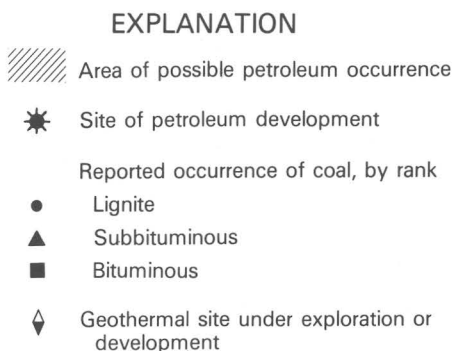 EXPLANATION
Area of possible petroleum occurrence
Site of petroleum development
Reported occurrence of coal, by rank
Lignite
Subbituminous
Bituminous
Geothermal site under exploration or
development